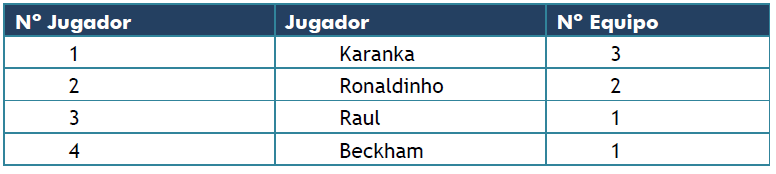 Nº Jugador Jugador Nº Equipo
1 Karanka 3
2 Ronaldinho 2
3 Raul 1
4 Beckham 1